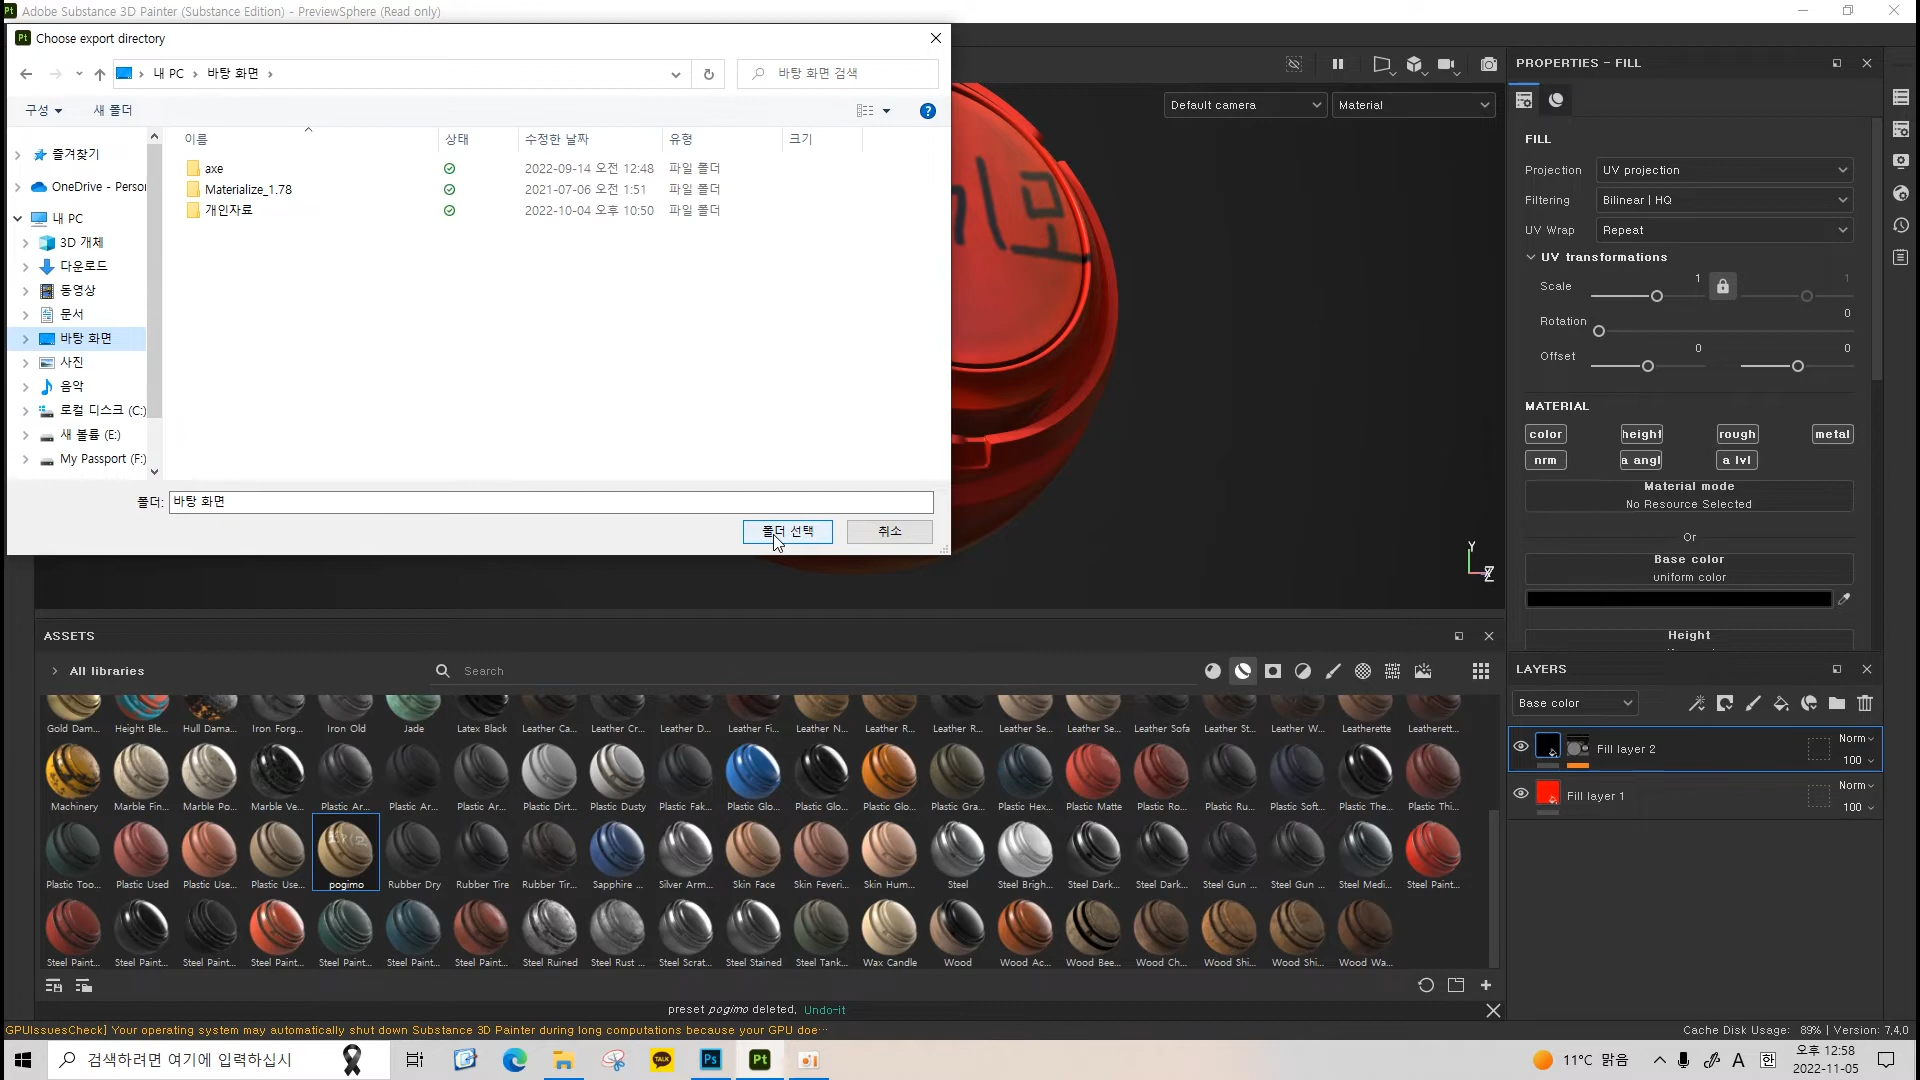 Pt Adobe Substance 3D Painter (Substance Edition) - PreviewSphere (Read only)
Pt Choose export directory
내 PC > 바탕 화면 >
바탕 화면 검색
구성
새 폴더
이름
상태
수정한 날짜
유형
크기
axe 2022-09-14 오전 12:48 파일 폴더
Materialize_1.78 2021-07-06 오전 1:51 파일 폴더
개인자료 2022-10-04 오후 10:50 파일 폴더
즐겨찾기
OneDrive - Person
내 PC
3D 개체
다운로드
동영상
문서
바탕 화면
사진
음악
로컬 디스크 (C:)
새 볼륨 (E:)
My Passport (F:)
폴더: 바탕 화면
폴더 선택
취소
Default camera
Material
Y
Z
PROPERTIES - FILL
FILL
Projection UV projection
Filtering Bilinear | HQ
UV Wrap Repeat
UV transformations
Scale 1 1
Rotation 0
Offset 0 0
MATERIAL
color height rough metal
nrm a angl a lvl
Material mode
No Resource Selected
Or
Base color
uniform color
Height
ASSETS
All libraries
Search
Gold Dam... Height Ble... Hull Dama... Iron Forg... Iron Old Jade Latex Black Leather Ca... Leather Cr... Leather D... Leather Fi... Leather N... Leather R... Leather R... Leather Se... Leather Se... Leather Sofa Leather St... Leather W... Leatherette Leatherett...
Machinery Marble Fin... Marble Po... Marble Ve... Plastic Ar... Plastic Ar... Plastic Ar... Plastic Dirt... Plastic Dusty Plastic Fak... Plastic Glo... Plastic Glo... Plastic Glo... Plastic Gra... Plastic Hex... Plastic Matte Plastic Ro... Plastic Ru... Plastic Soft... Plastic The... Plastic Thi...
Plastic Too... Plastic Used Plastic Use... Plastic Use... pogimo Rubber Dry Rubber Tire Rubber Tir... Sapphire ... Silver Arm... Skin Face Skin Feveri... Skin Hum... Steel Steel Brigh... Steel Dark... Steel Dark... Steel Gun ... Steel Gun ... Steel Medi... Steel Paint...
Steel Paint... Steel Paint... Steel Paint... Steel Paint... Steel Paint... Steel Paint... Steel Paint... Steel Ruined Steel Rust ... Steel Scrat... Steel Stained Steel Tank... Wax Candle Wood Wood Ac... Wood Bee... Wood Ch... Wood Shi... Wood Shi... Wood Wa...
preset pogimo deleted, Undo-it
LAYERS
Base color
Fill layer 2 Norm 100
Fill layer 1 Norm 100
GPUIssuesCheck] Your operating system may automatically shut down Substance 3D Painter during long computations because your GPU doe···
Cache Disk Usage: 89% | Version: 7,4,0
검색하려면 여기에 입력하십시
TALK
Ps
Pt
11°C 맑음
A
한
오후 12:58
2022-11-05